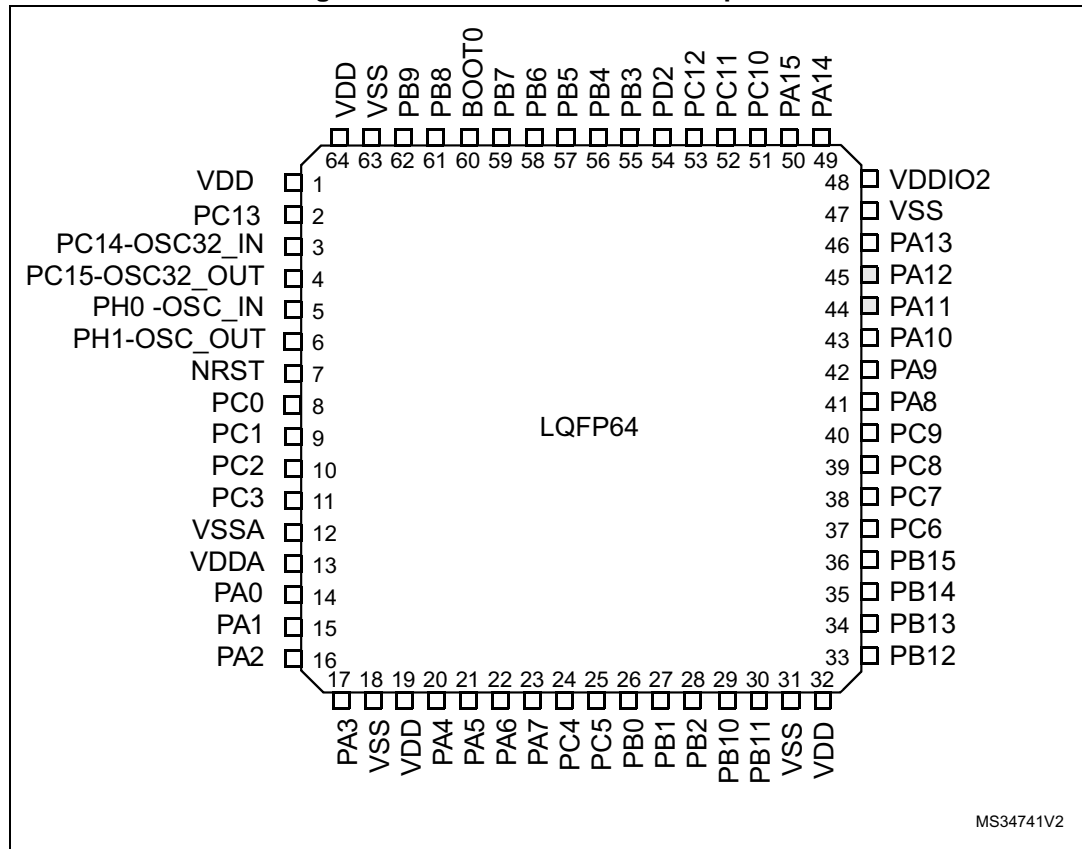 VDD
VSS
PB9
PB8
BOOT0
PB7
PB6
PB5
PB4
PB3
PD2
PC12
PC11
PC10
PA15
PA14
64 63 62 61 60 59 58 57 56 55 54 53 52 51 50 49
VDD 1
PC13 2
PC14-OSC32_IN 3
PC15-OSC32_OUT 4
PH0 -OSC_IN 5
PH1-OSC_OUT 6
NRST 7
PC0 8
PC1 9
PC2 10
PC3 11
VSSA 12
VDDA 13
PA0 14
PA1 15
PA2 16
LQFP64
48 VDDIO2
47 VSS
46 PA13
45 PA12
44 PA11
43 PA10
42 PA9
41 PA8
40 PC9
39 PC8
38 PC7
37 PC6
36 PB15
35 PB14
34 PB13
33 PB12
17 18 19 20 21 22 23 24 25 26 27 28 29 30 31 32
PA3
VSS
VDD
PA4
PA5
PA6
PA7
PC4
PC5
PB0
PB1
PB2
PB10
PB11
VSS
VDD
MS34741V2